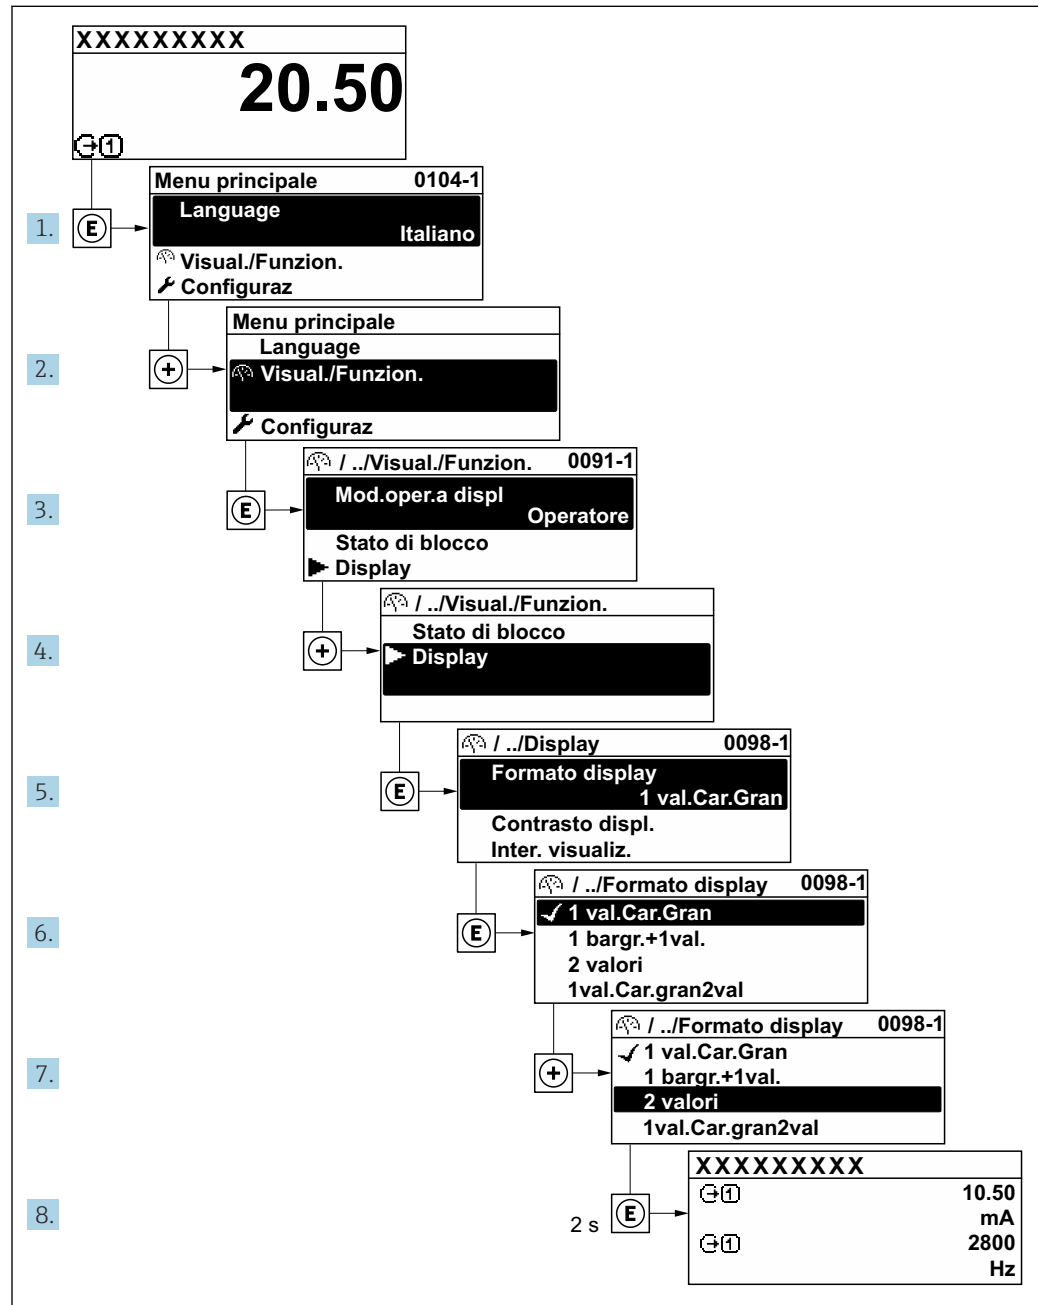 XXXXXXXXX
20.50
1
Menu principale 0104-1
Language
Italiano
1. E
Visual./Funzion.
Configuraz
Menu principale
Language
2. +
Visual./Funzion.
Configuraz
/ ../Visual./Funzion. 0091-1
Mod.oper.a displ
Operatore
3. E
Stato di blocco
Display
/ ../Visual./Funzion.
Stato di blocco
4. +
Display
/ ../Display 0098-1
Formato display
1 val.Car.Gran
5. E
Contrasto displ.
Inter. visualiz.
/ ../Formato display 0098-1
1 val.Car.Gran
6. E
1 bargr.+1val.
2 valori
1val.Car.gran2val
/ ../Formato display 0098-1
1 val.Car.Gran
7. +
1 bargr.+1val.
2 valori
1val.Car.gran2val
XXXXXXXXX
1 10.50
mA
8. 2 s E
1 2800
Hz